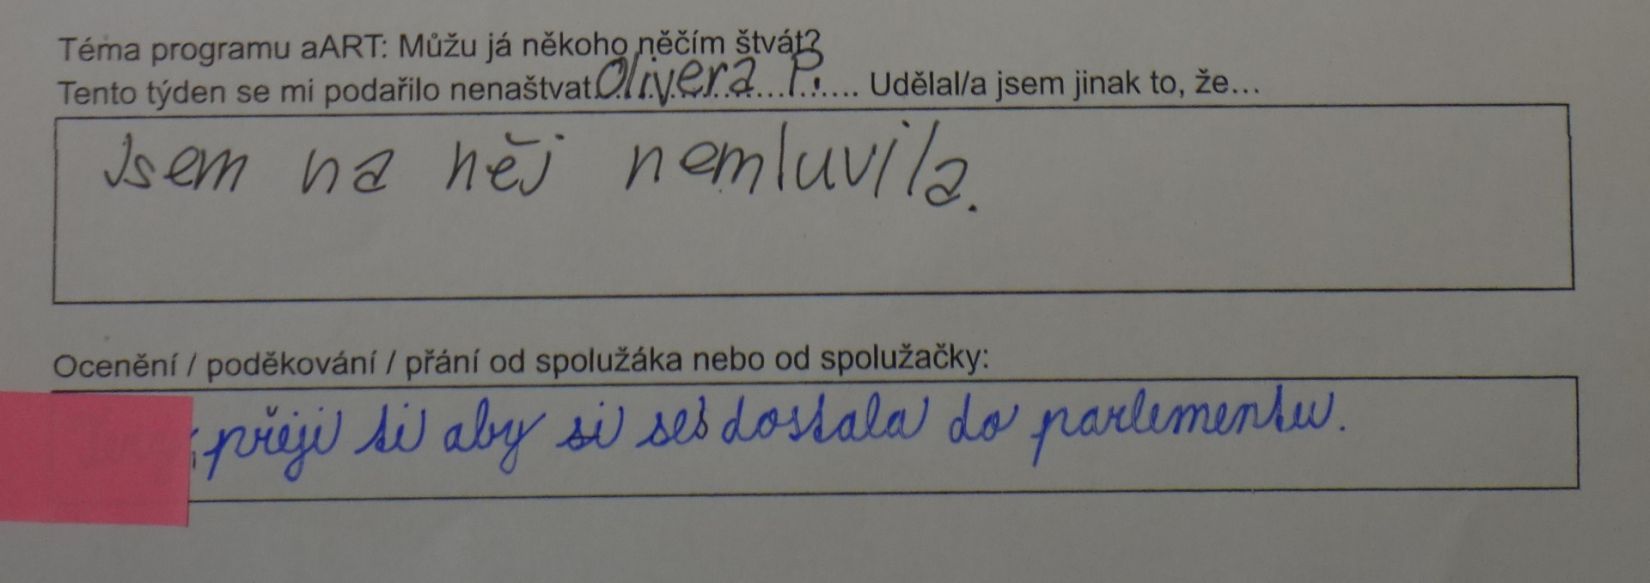 Téma programu aART: Můžu já někoho něčím štvát?
Tento týden se mi podařilo nenaštvat Olivera P. .... Udělal/a jsem jinak to, že...
Jsem na něj nemluvila.
Ocenění / poděkování / přání od spolužáka nebo od spolužačky:
přeji ti aby si ses dostala do parlementu.